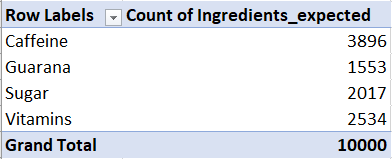 Row Labels Count of Ingredients_expected
Caffeine 3896
Guarana 1553
Sugar 2017
Vitamins 2534
Grand Total 10000